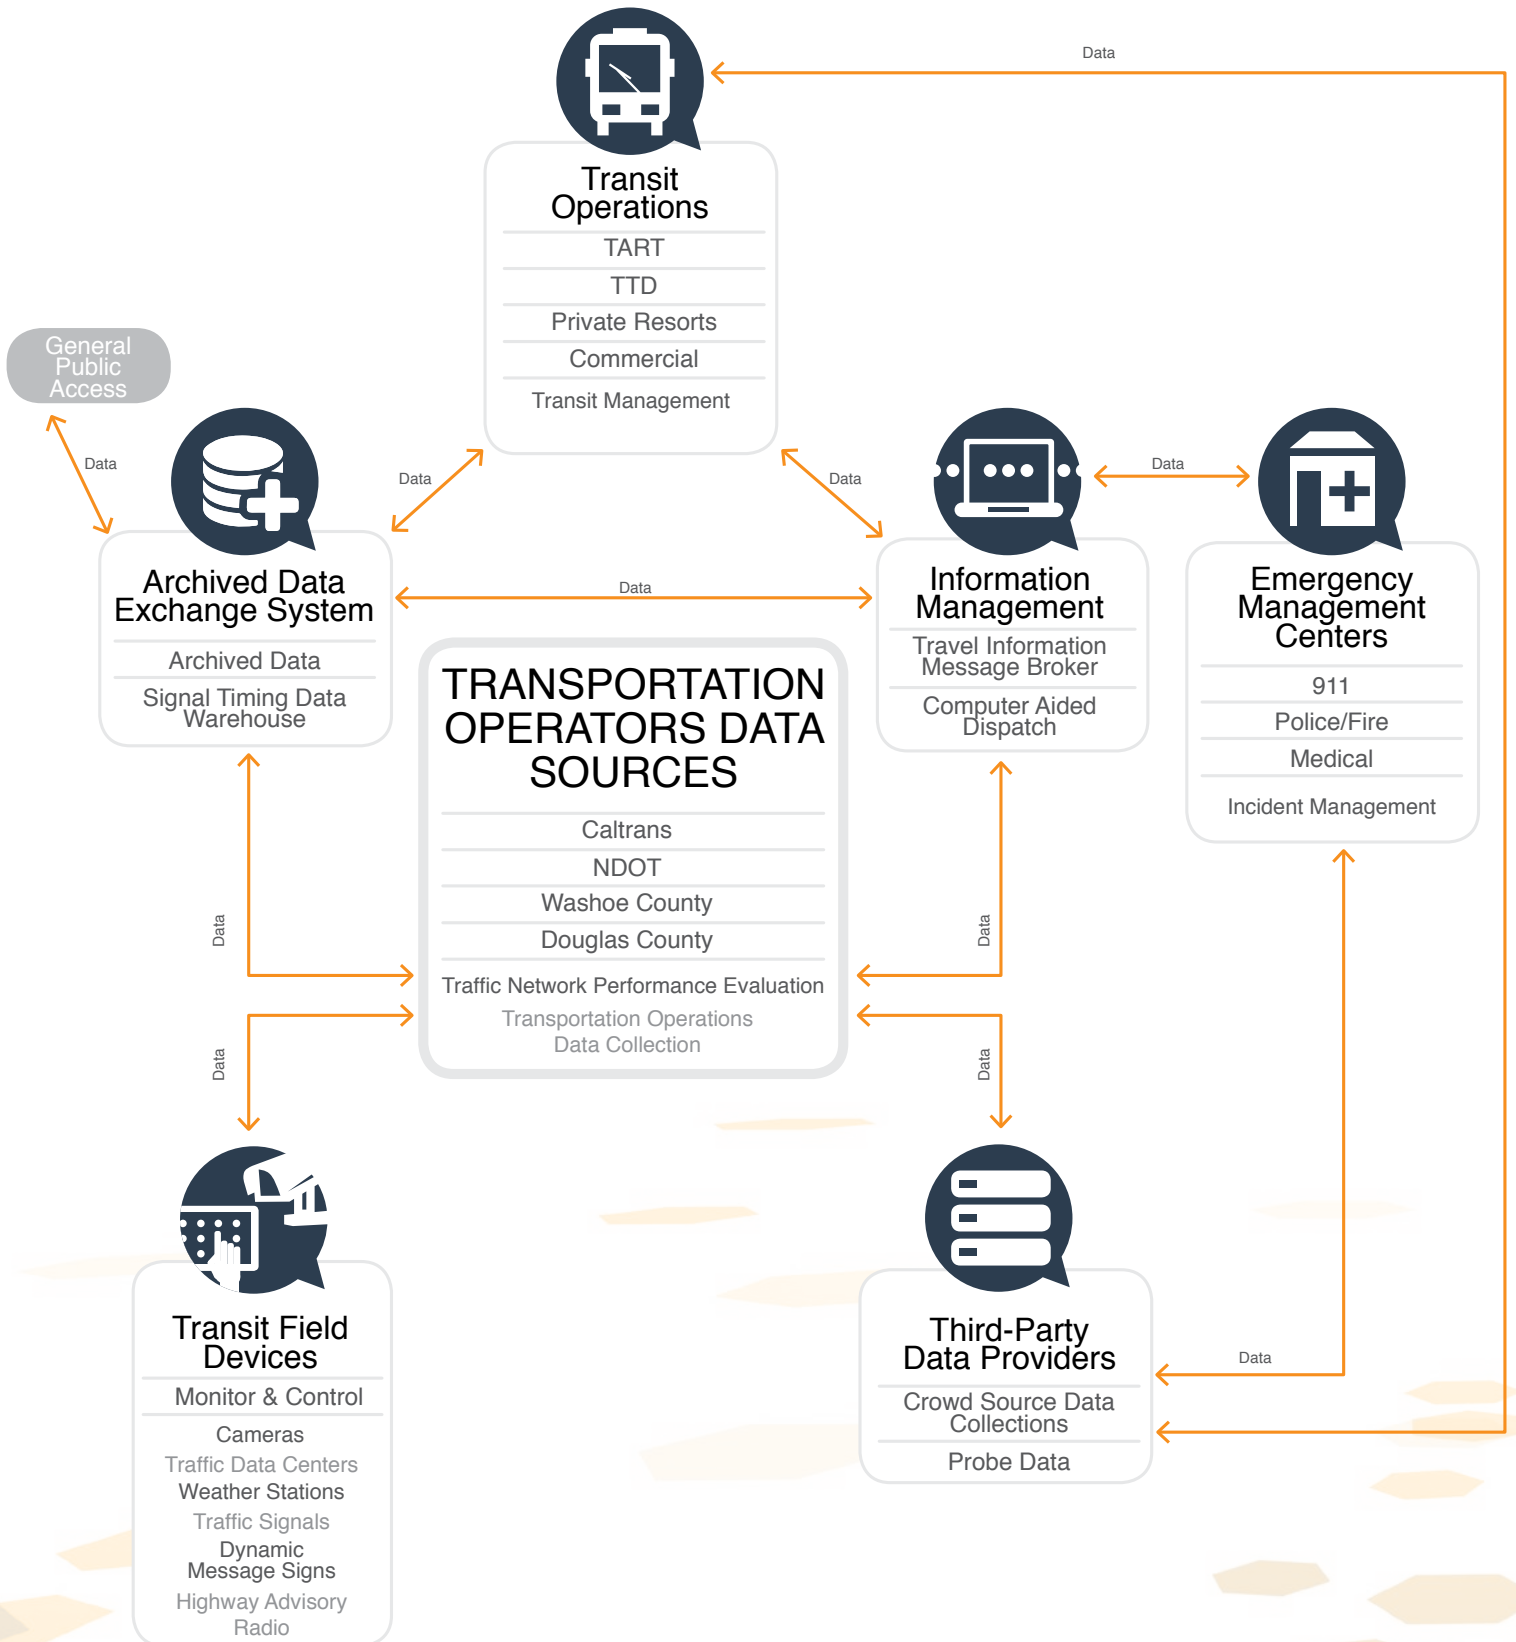 Data
Transit
Operations
TART
TTD
Private Resorts
Commercial
Transit Management
General
Public
Access
Data
Data
Data
Data
Archived Data
Exchange System
Archived Data
Signal Timing Data
Warehouse
Data
Information
Management
Travel Information
Message Broker
Computer Aided
Dispatch
Emergency
Management
Centers
911
Police/Fire
Medical
Incident Management
TRANSPORTATION
OPERATORS DATA
SOURCES
Caltrans
NDOT
Washoe County
Douglas County
Traffic Network Performance Evaluation
Transportation Operations
Data Collection
Data
Data
Data
Data
Transit Field
Devices
Monitor & Control
Cameras
Traffic Data Centers
Weather Stations
Traffic Signals
Dynamic
Message Signs
Highway Advisory
Radio
Third-Party
Data Providers
Crowd Source Data
Collections
Probe Data
Data